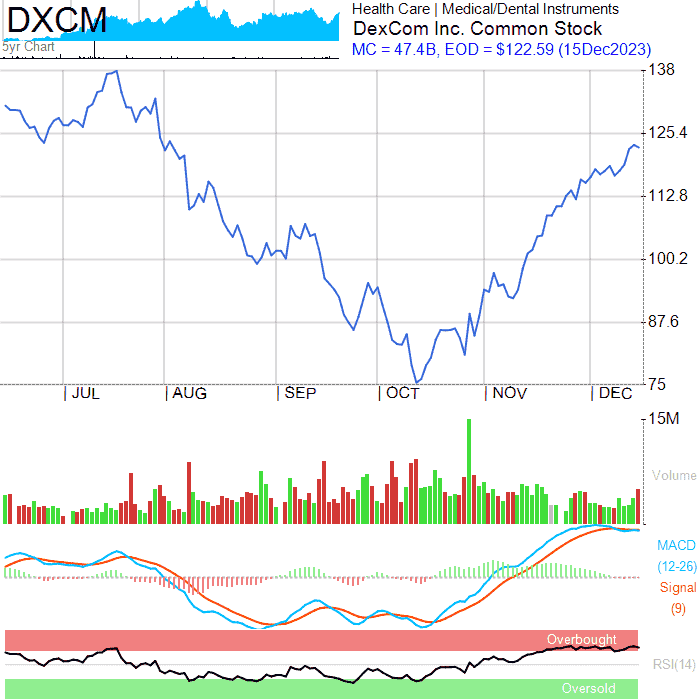 DXCM
5yr Chart
Health Care | Medical/Dental Instruments
DexCom Inc. Common Stock
MC = 47.4B, EOD = $122.59 (15Dec2023)
138
125.4
112.8
100.2
87.6
75
JUL AUG SEP OCT NOV DEC
15M
Volume
MACD
(12-26)
Signal
(9)
Overbought
RSI(14)
Oversold